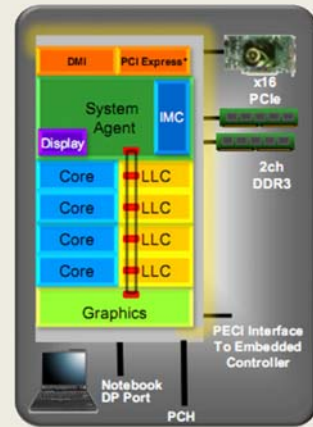 DMI
PCI Express*
System
Agent
IMC
Display
Core
LLC
Core
LLC
Core
LLC
Core
LLC
Graphics
x16
PCIe
2ch
DDR3
PECI Interface
To Embedded
Controller
Notebook
DP Port
PCH